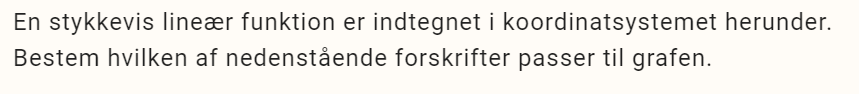 En stykkevis lineær funktion er indtegnet i koordinatsystemet herunder.
Bestem hvilken af nedenstående forskrifter passer til grafen.